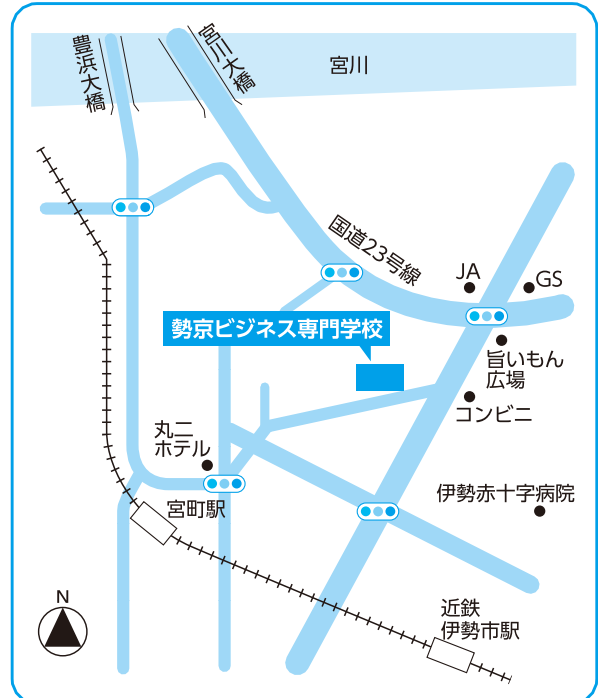 豊浜大橋
宮川大橋
宮川
国道23号線
JA
GS
勢京ビジネス専門学校
旨いもん
広場
コンビニ
丸二
ホテル
伊勢赤十字病院
宮町駅
近鉄
伊勢市駅
N